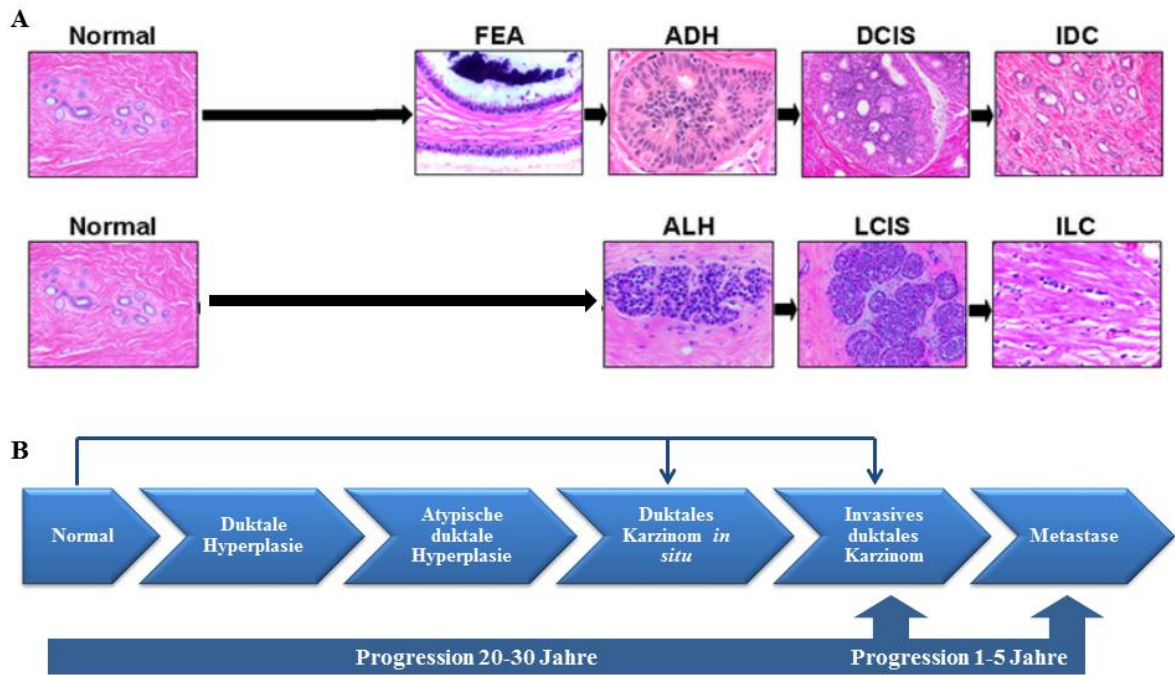 A
Normal FEA ADH DCIS IDC
Normal ALH LCIS ILC
B
Normal
Duktale
Hyperplasie
Atypische
duktale
Hyperplasie
Duktales
Karzinom in
situ
Invasives
duktales
Karzinom
Metastase
Progression 20-30 Jahre
Progression 1-5 Jahre